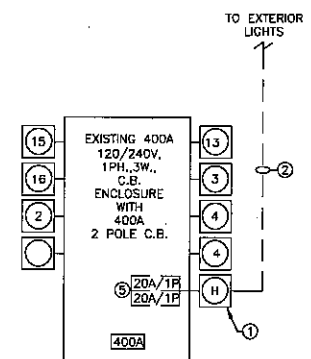 TO EXTERIOR
LIGHTS
15
EXISTING 400A
13
120/240V,
1PH.,3W.,
16
C.B.
3
ENCLOSURE
2
WITH
4
400A
2 POLE C.B.
4
5
20A/1P
20A/1P
H
2
1
400A